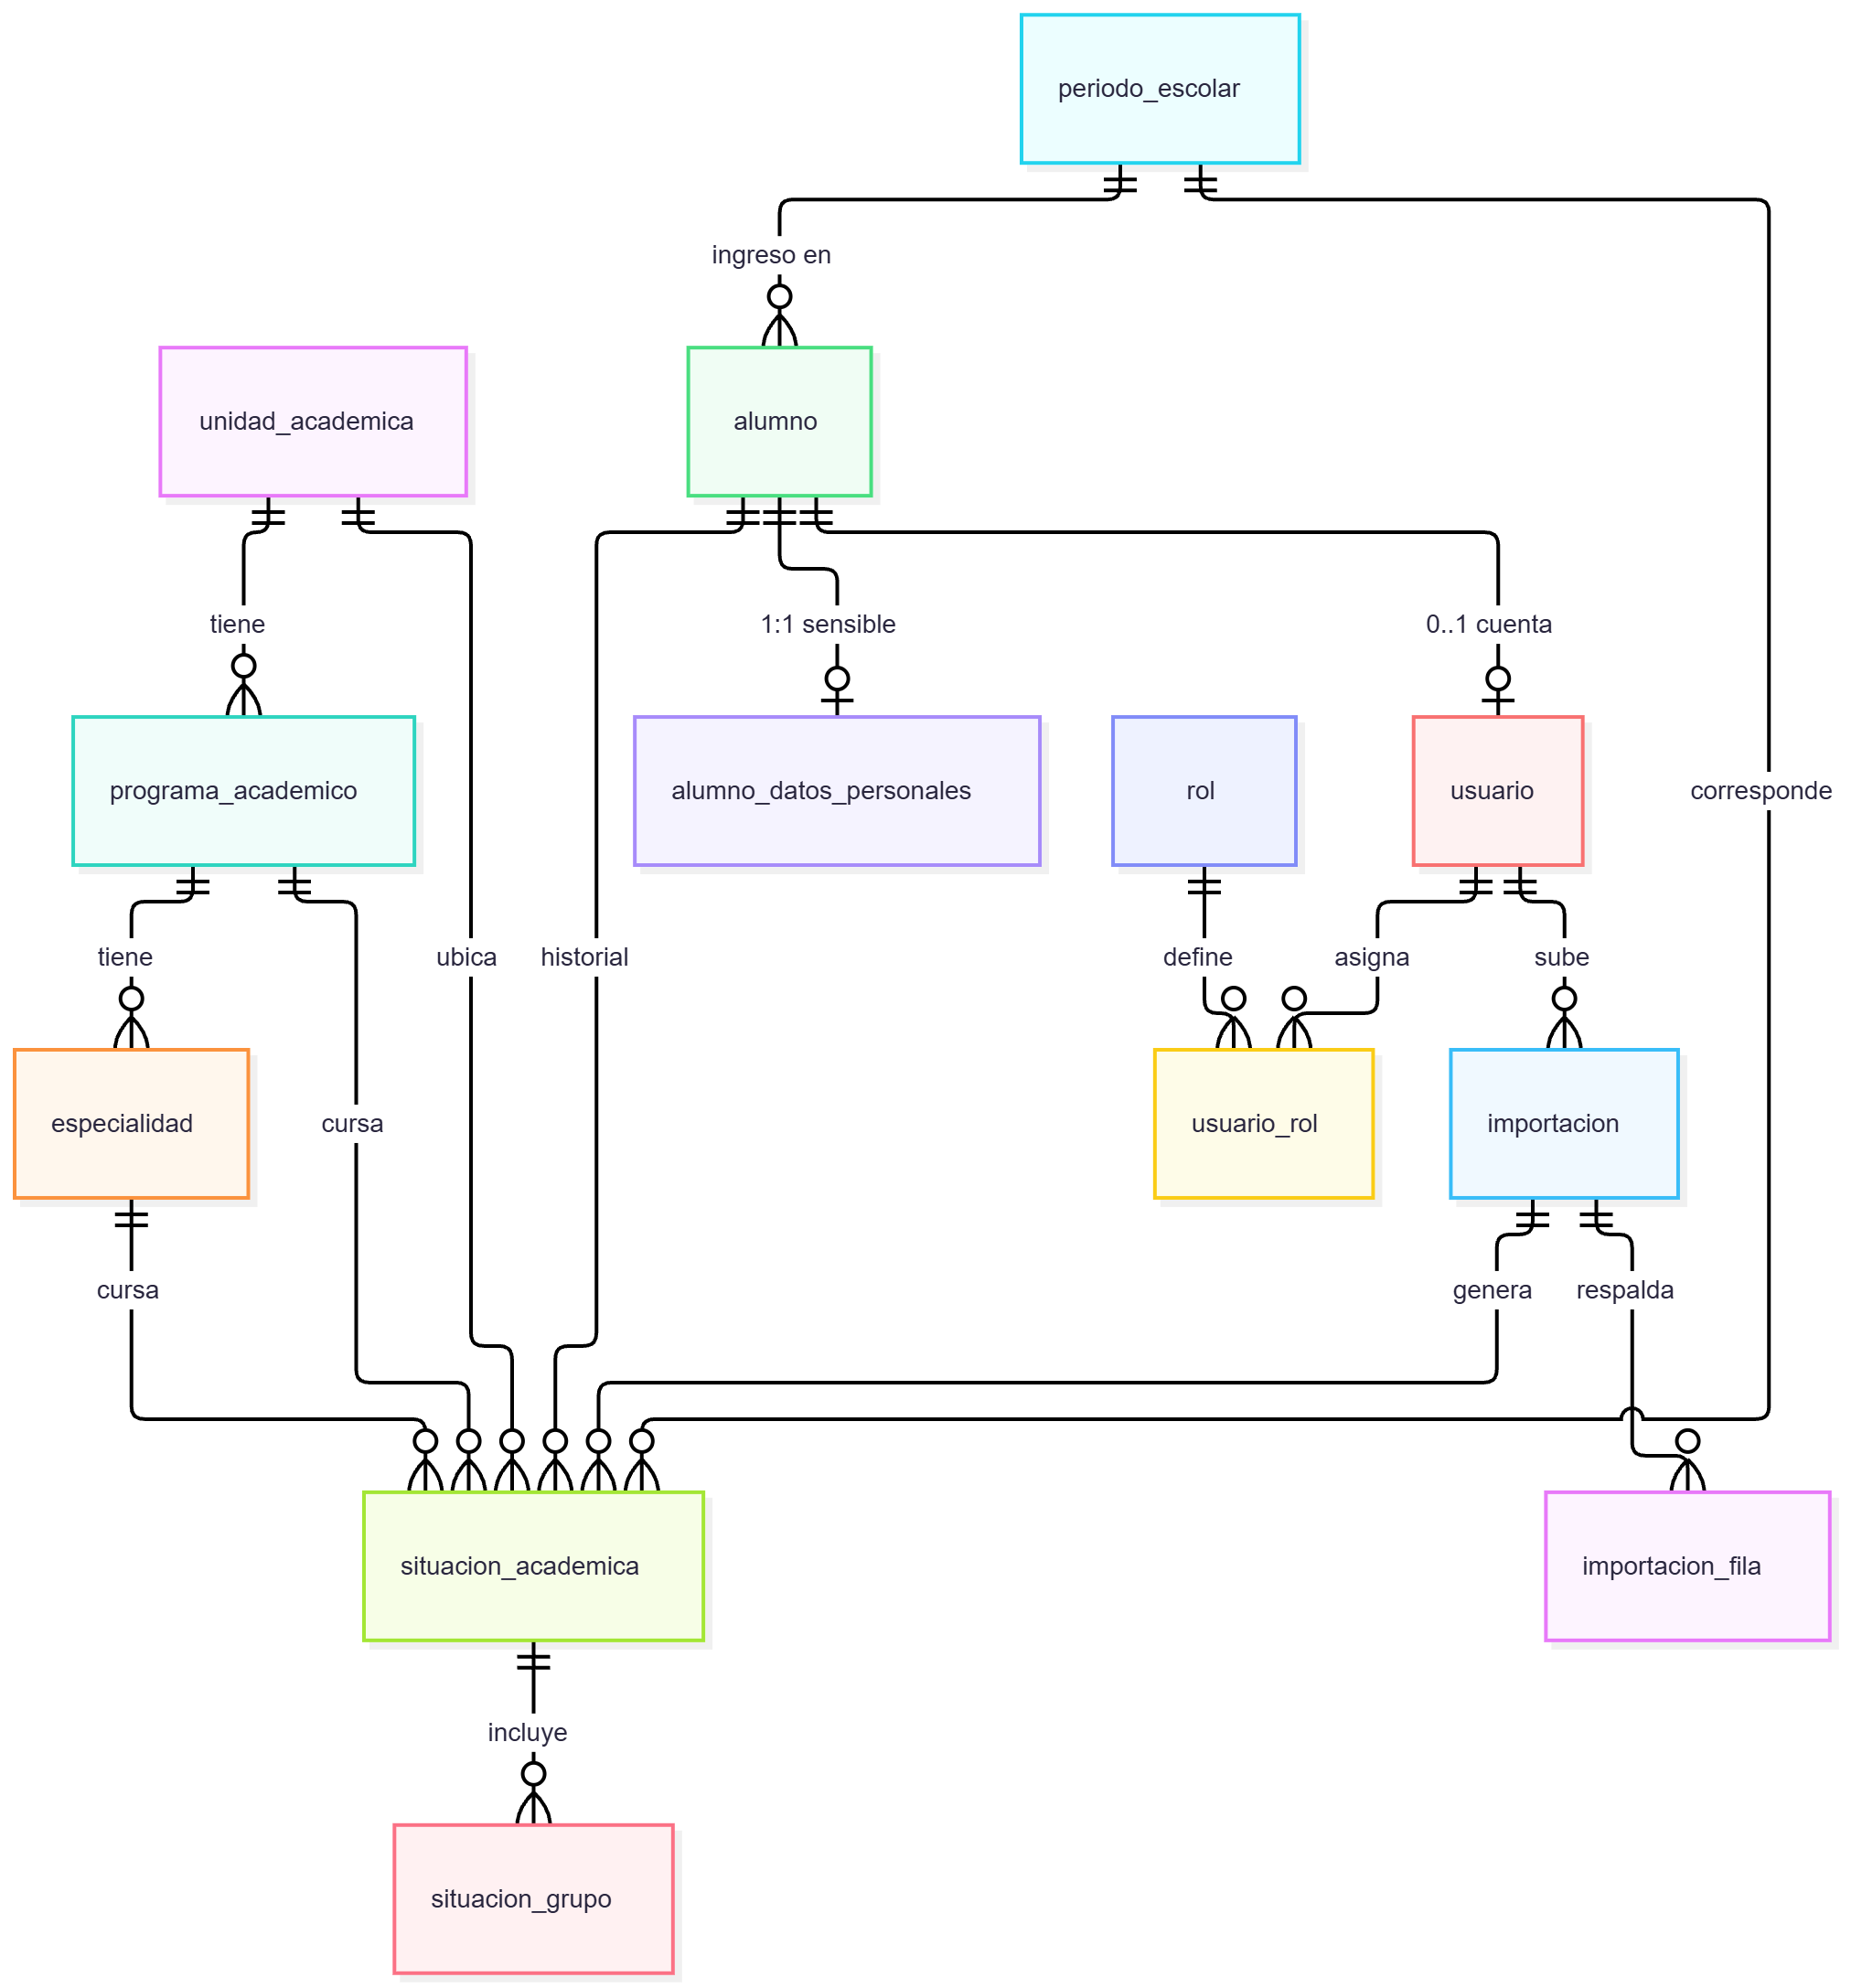 periodo_escolar
ingreso en
unidad_academica
alumno
tiene
1:1 sensible
0..1 cuenta
programa_academico
alumno_datos_personales
rol
usuario
corresponde
tiene
ubica
historial
define
asigna
sube
especialidad
cursa
usuario_rol
importacion
cursa
genera
respalda
situacion_academica
importacion_fila
incluye
situacion_grupo